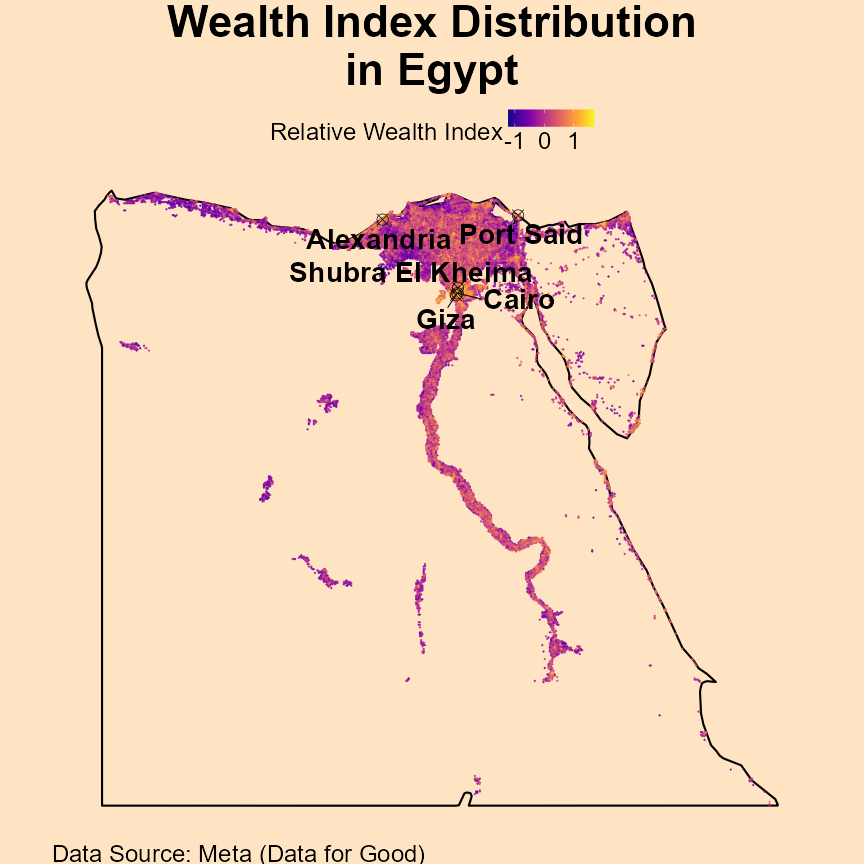 Wealth Index Distribution
in Egypt
Relative Wealth Index
-1 0 1
Alexandria
Port Said
Shubra El Kheima
Cairo
Giza
Data Source: Meta (Data for Good)